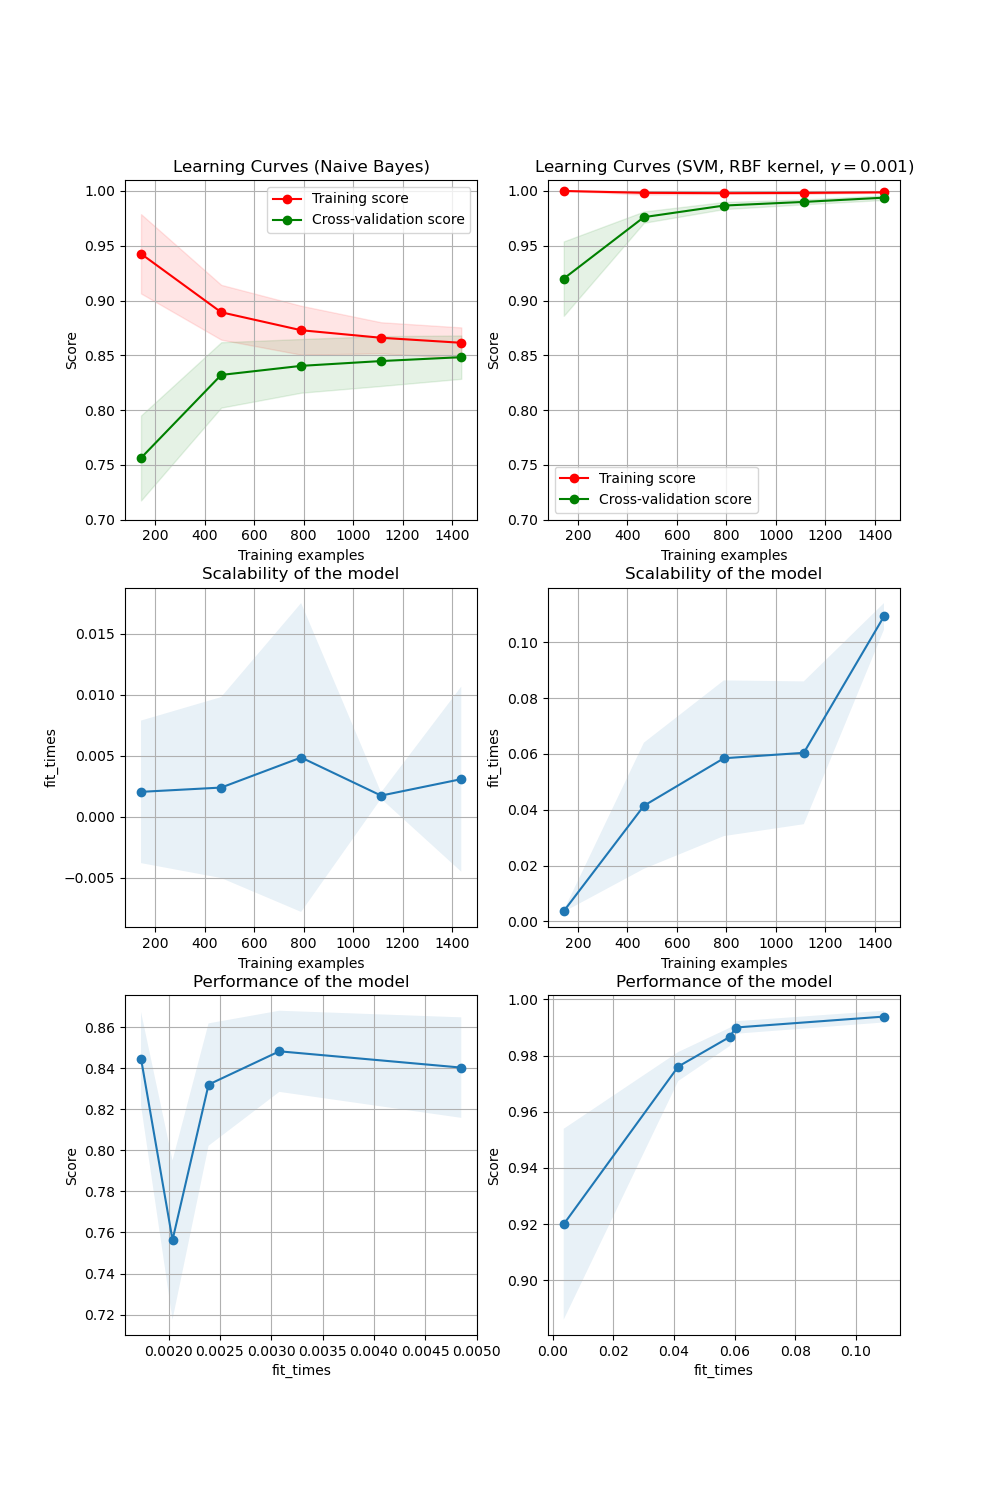 Learning Curves (Naive Bayes)
1.00
0.95
0.90
0.85
0.80
0.75
0.70
Score
Training score
Cross-validation score
200 400 600 800 1000 1200 1400
Training examples
Learning Curves (SVM, RBF kernel, γ = 0.001)
1.00
0.95
0.90
0.85
0.80
0.75
0.70
Score
Training score
Cross-validation score
200 400 600 800 1000 1200 1400
Training examples
Scalability of the model
0.015
0.010
0.005
0.000
−0.005
fit_times
200 400 600 800 1000 1200 1400
Training examples
Scalability of the model
0.10
0.08
0.06
0.04
0.02
0.00
fit_times
200 400 600 800 1000 1200 1400
Training examples
Performance of the model
0.86
0.84
0.82
0.80
0.78
0.76
0.74
0.72
Score
0.0020 0.0025 0.0030 0.0035 0.0040 0.0045 0.0050
fit_times
Performance of the model
1.00
0.98
0.96
0.94
0.92
0.90
Score
0.00 0.02 0.04 0.06 0.08 0.10
fit_times